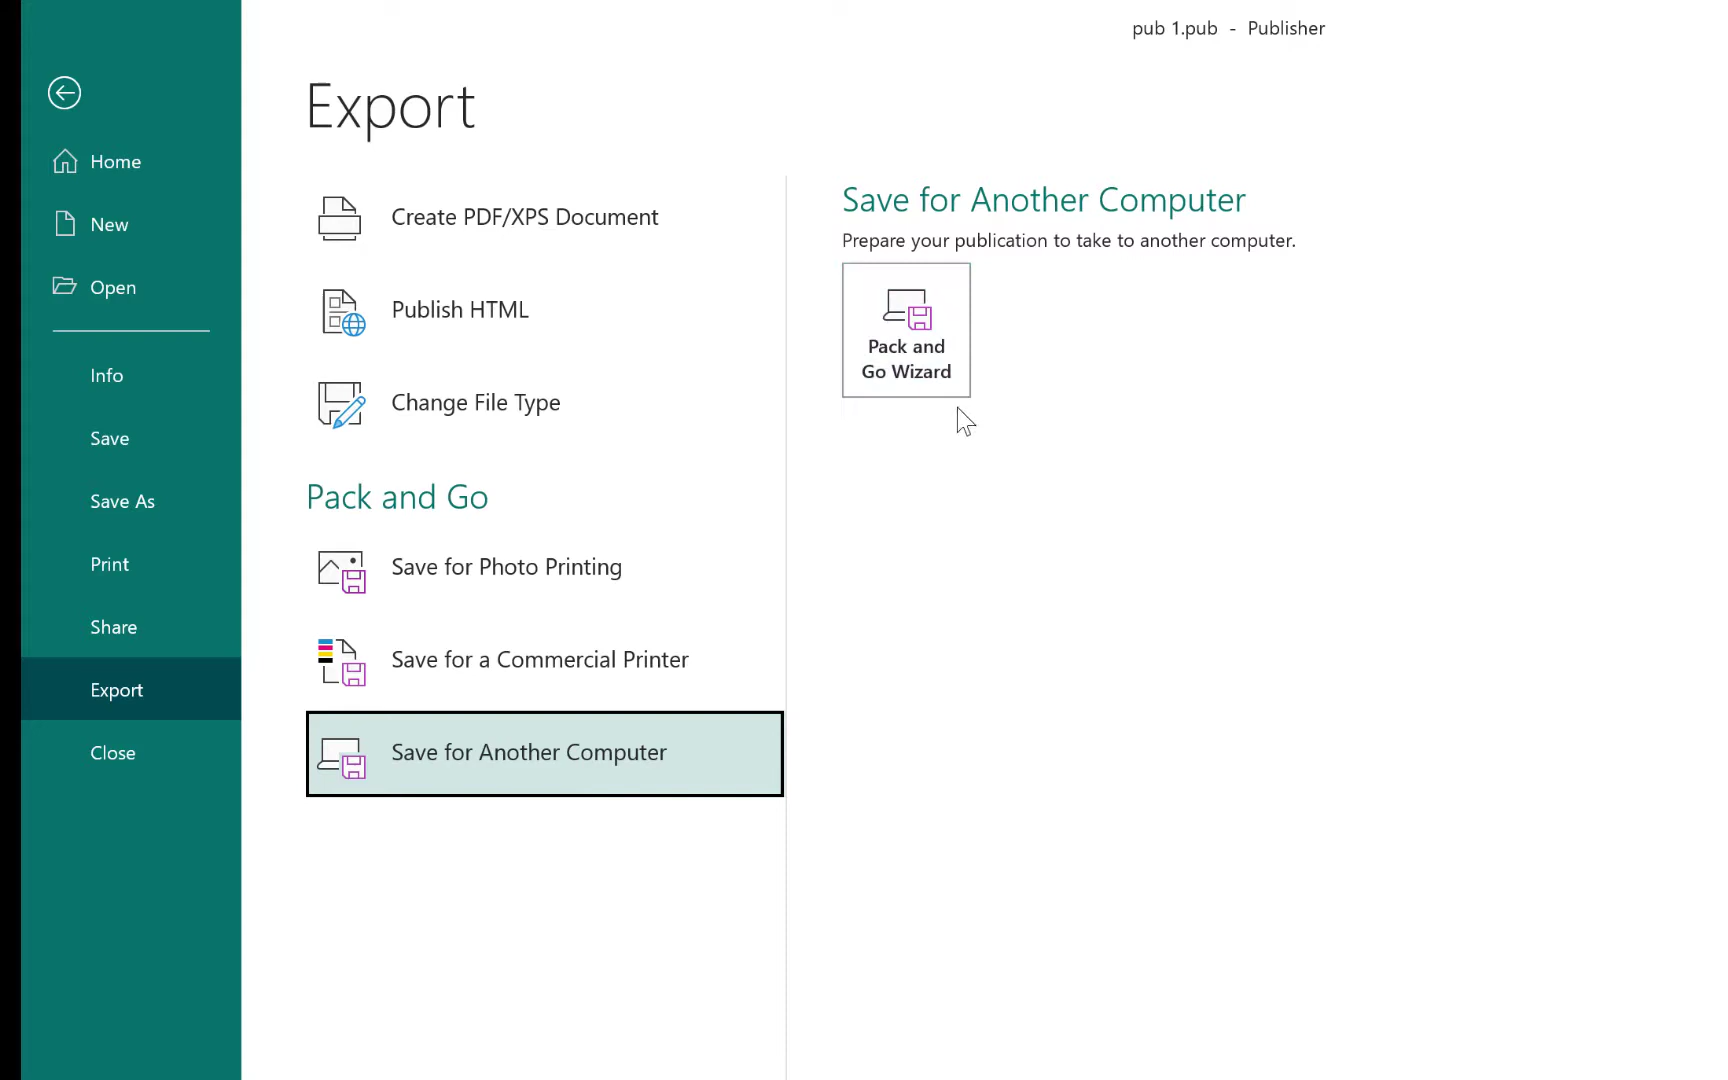 pub 1.pub - Publisher
Export
Home
New
Open
Info
Save
Save As
Print
Share
Export
Close
Create PDF/XPS Document
Publish HTML
Change File Type
Pack and Go
Save for Photo Printing
Save for a Commercial Printer
Save for Another Computer
Save for Another Computer
Prepare your publication to take to another computer.
Pack and
Go Wizard